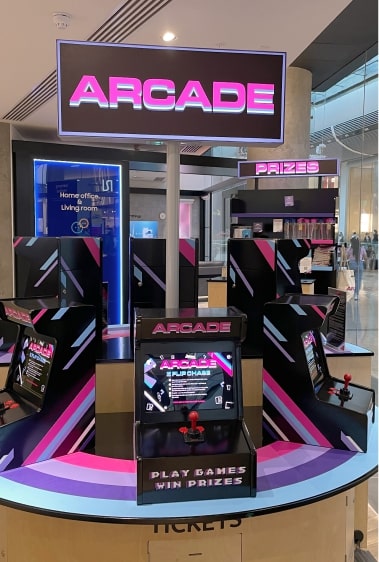 ARCADE
PRIZES
Home office
&
Living room
ARCADE
ARCADE
Z FLIP CHASE
PLAY GAMES
WIN PRIZES
TICKETS